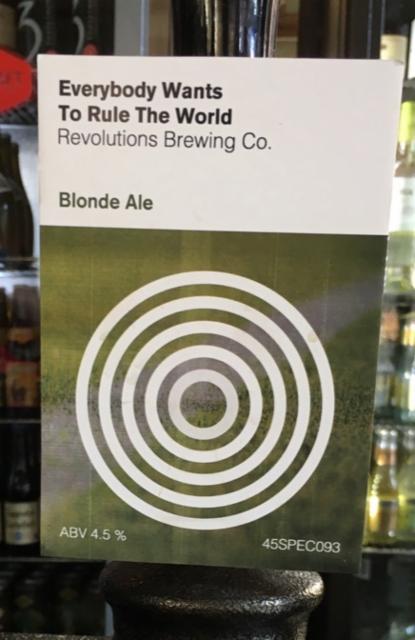 Everybody Wants
To Rule The World
Revolutions Brewing Co.
Blonde Ale
ABV 4.5 %
45SPEC093